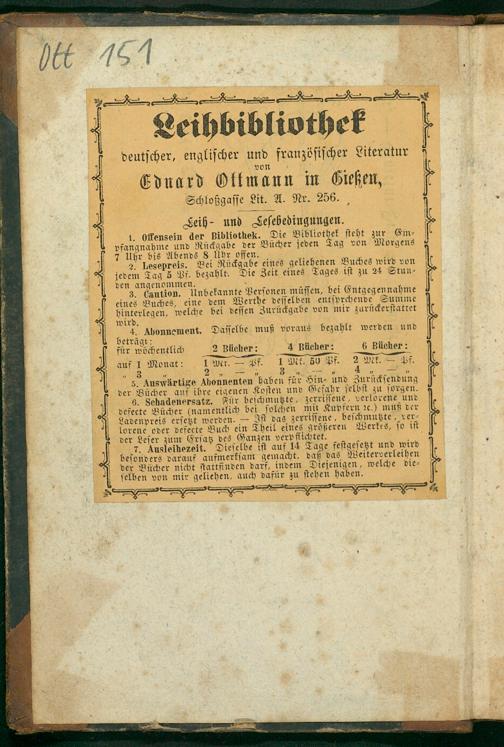 Ott 151
Leihbibliothek
deutscher, englischer und französischer Literatur
von
Eduard Ottmann in Gießen,
Schloßgasse Lit. A. Nr. 256.
Leih- und Lesebedingungen.
1. Offensein der Bibliothek. Die Bibliothek steht zur Em-
pfangnahme und Rückgabe der Bücher jeden Tag von Morgens
7 Uhr bis Abends 8 Uhr offen.
2. Lesepreis. Bei Rückgabe eines geliehenen Buches wird von
jedem Tag 5 Pf. bezahlt. Die Zeit eines Tages ist zu 24 Stun-
den angenommen.
3. Caution. Unbekannte Personen müssen, bei Entgegennahme
eines Buches, eine dem Werthe desselben entsprchende Summe
hinterlegen, welche bei dessen Zurückgabe von mir zurückerstattet
wird.
4. Abonnement. Dasselbe muß voraus bezahlt werden und
beträgt:
für wöchentlich 2 Bücher: 4 Bücher: 6 Bücher:
auf 1 Monat: 1 Mk. — Pf. 1 Mk. 50 Pf. 2 Mk. — Pf.
„ 3 „ 2 „ — „ 3 „ — „ 4 „ — „
5. Auswärtige Abonnenten haben für Hin- und Zurücksendung
der Bücher auf ihre eigenen Kosten und Gefahr selbst zu sorgen.
6. Schadenersatz. Für beschmutzte, zerrissene, verlorene und
defecte Bücher (namentlich bei solchen mit Kupfern ꝛc.) muß der
Ladenpreis ersetzt werden. — Ist das zerrissene, beschmutzte, ver-
lorene oder defecte Buch ein Theil eines größeren Werkes, so ist
der Leser zum Ersatz des Ganzen verpflichtet.
7. Ausleihezeit. Dieselbe ist auf 14 Tage festgesetzt und wird
besonders darauf aufmerksam gemacht, daß das Weiterverleihen
der Bücher nicht stattfinden darf, indem Diejenigen, welche die-
selben von mir geliehen, auch dafür zu stehen haben.